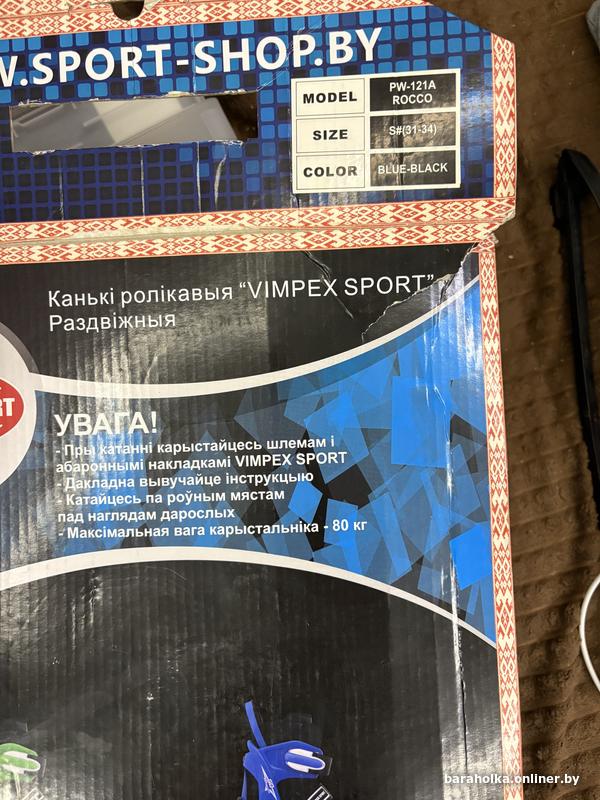 W.SPORT-SHOP.BY
MODEL PW-121A ROCCO
SIZE S#(31-34)
COLOR BLUE-BLACK
Канькі ролікавыя “VIMPEX SPORT”
Раздвіжныя
RT
УВАГА!
- Пры катанні карыстайцесь шлемам і
абароннымі накладкамі VIMPEX SPORT
- Дакладна вывучайце інструкцыю
- Катайцесь па роўным мястам
пад наглядам дарослых
- Максімальная вага карыстальніка - 80 кг
baraholka.onliner.by